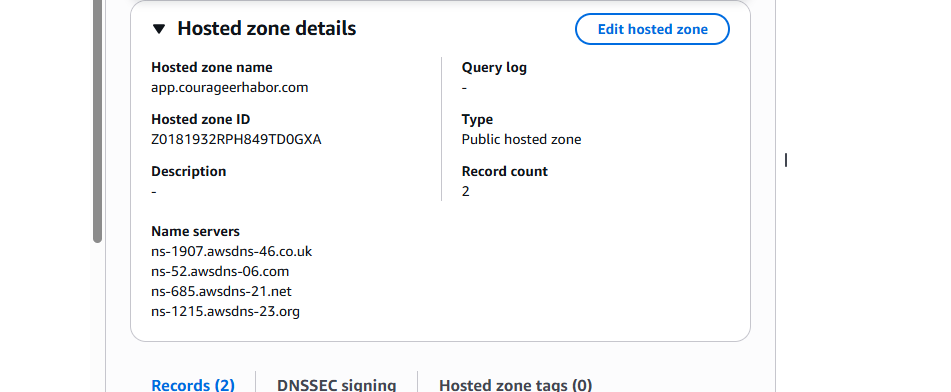 Hosted zone details
Edit hosted zone
Hosted zone name
app.courageerhabor.com
Query log
-
Hosted zone ID
Z0181932RPH849TD0GXA
Type
Public hosted zone
Description
-
Record count
2
Name servers
ns-1907.awsdns-46.co.uk
ns-52.awsdns-06.com
ns-685.awsdns-21.net
ns-1215.awsdns-23.org
Records (2)
DNSSEC signing
Hosted zone tags (0)